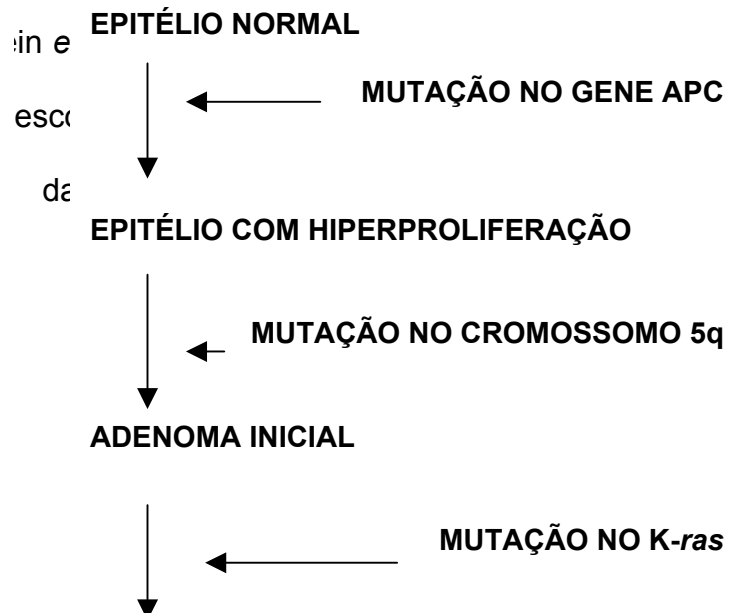 EPITÉLIO NORMAL
MUTAÇÃO NO GENE APC
EPITÉLIO COM HIPERPROLIFERAÇÃO
MUTAÇÃO NO CROMOSSOMO 5q
ADENOMA INICIAL
MUTAÇÃO NO K-ras